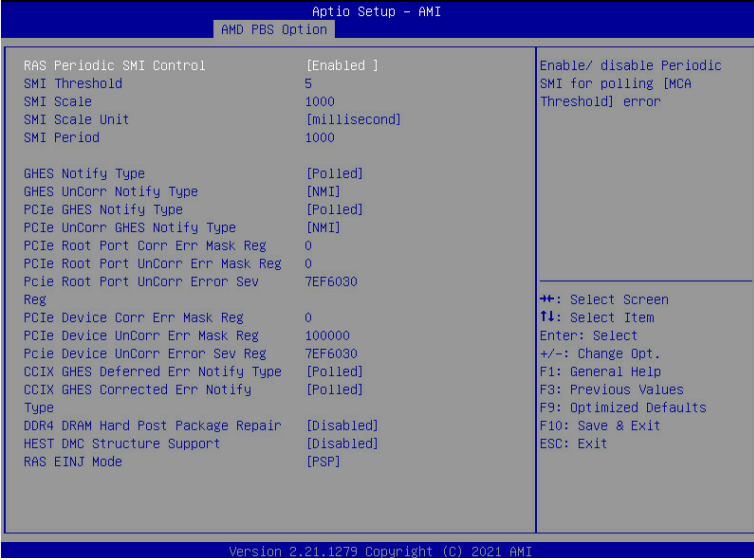 Aptio Setup – AMI
AMD PBS Option
RAS Periodic SMI Control [Enabled ]
SMI Threshold 5
SMI Scale 1000
SMI Scale Unit [millisecond]
SMI Period 1000
GHES Notify Type [Polled]
GHES UnCorr Notify Type [NMI]
PCIe GHES Notify Type [Polled]
PCIe UnCorr GHES Notify Type [NMI]
PCIe Root Port Corr Err Mask Reg 0
PCIe Root Port UnCorr Err Mask Reg 0
Pcie Root Port UnCorr Error Sev 7EF6030
Reg
PCIe Device Corr Err Mask Reg 0
PCIe Device UnCorr Err Mask Reg 100000
Pcie Device UnCorr Error Sev Reg 7EF6030
CCIX GHES Deferred Err Notify Type [Polled]
CCIX GHES Corrected Err Notify [Polled]
Type
DDR4 DRAM Hard Post Package Repair [Disabled]
HEST DMC Structure Support [Disabled]
RAS EINJ Mode [PSP]
Enable/ disable Periodic
SMI for polling [MCA
Threshold] error
→←: Select Screen
↑↓: Select Item
Enter: Select
+/-: Change Opt.
F1: General Help
F3: Previous Values
F9: Optimized Defaults
F10: Save & Exit
ESC: Exit
Version 2.21.1279 Copyright (C) 2021 AMI